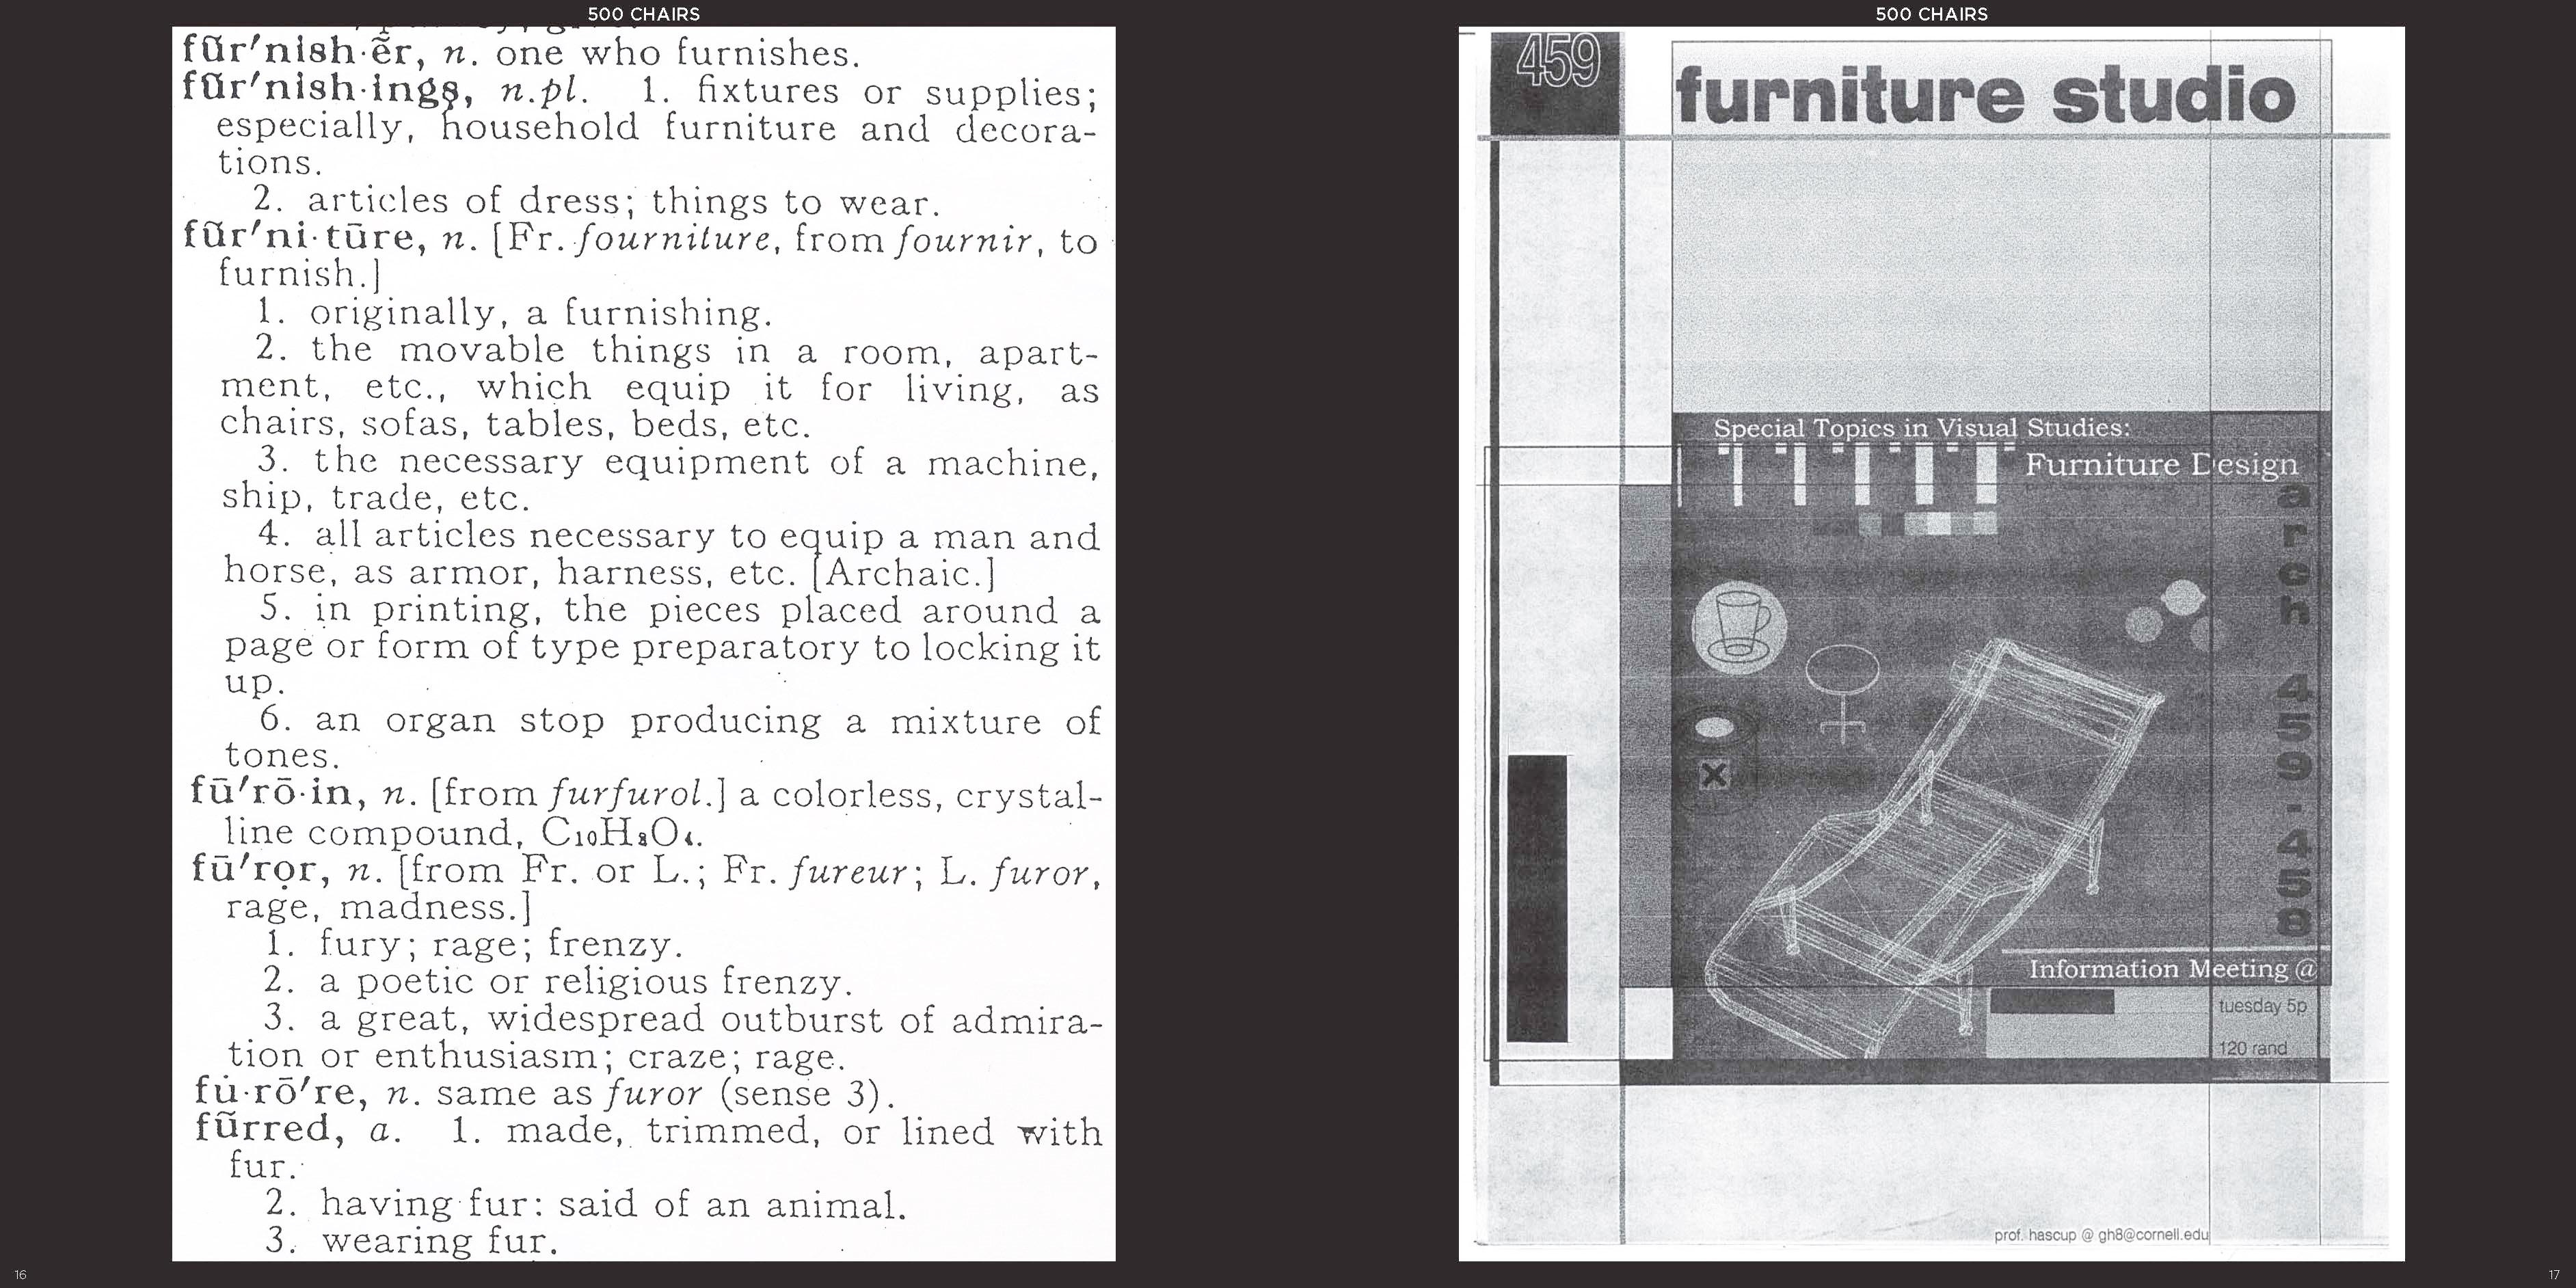 500 CHAIRS
fũr′nish·ẽr, n. one who furnishes.
fũr′nish·ings̨, n.pl. 1. fixtures or supplies;
especially, household furniture and decora-
tions.
2. articles of dress; things to wear.
fũr′ni·tūre, n. [Fr. fourniture, from fournir, to
furnish.]
1. originally, a furnishing.
2. the movable things in a room, apart-
ment, etc., which equip it for living, as
chairs, sofas, tables, beds, etc.
3. the necessary equipment of a machine,
ship, trade, etc.
4. all articles necessary to equip a man and
horse, as armor, harness, etc. [Archaic.]
5. in printing, the pieces placed around a
page or form of type preparatory to locking it
up.
6. an organ stop producing a mixture of
tones.
fū′rō·in, n. [from furfurol.] a colorless, crystal-
line compound, C₁₀H₈O₄.
fū′rọr, n. [from Fr. or L.; Fr. fureur; L. furor,
rage, madness.]
1. fury; rage; frenzy.
2. a poetic or religious frenzy.
3. a great, widespread outburst of admira-
tion or enthusiasm; craze; rage.
fu̇·rō′re, n. same as furor (sense 3).
fũrred, a. 1. made, trimmed, or lined with
fur.
2. having fur: said of an animal.
3. wearing fur.
16
500 CHAIRS
459
furniture studio
Special Topics in Visual Studies:
Furniture Design
arch 459-458
X
Information Meeting @
tuesday 5p
120 rand
prof. hascup @ gh8@cornell.edu
17